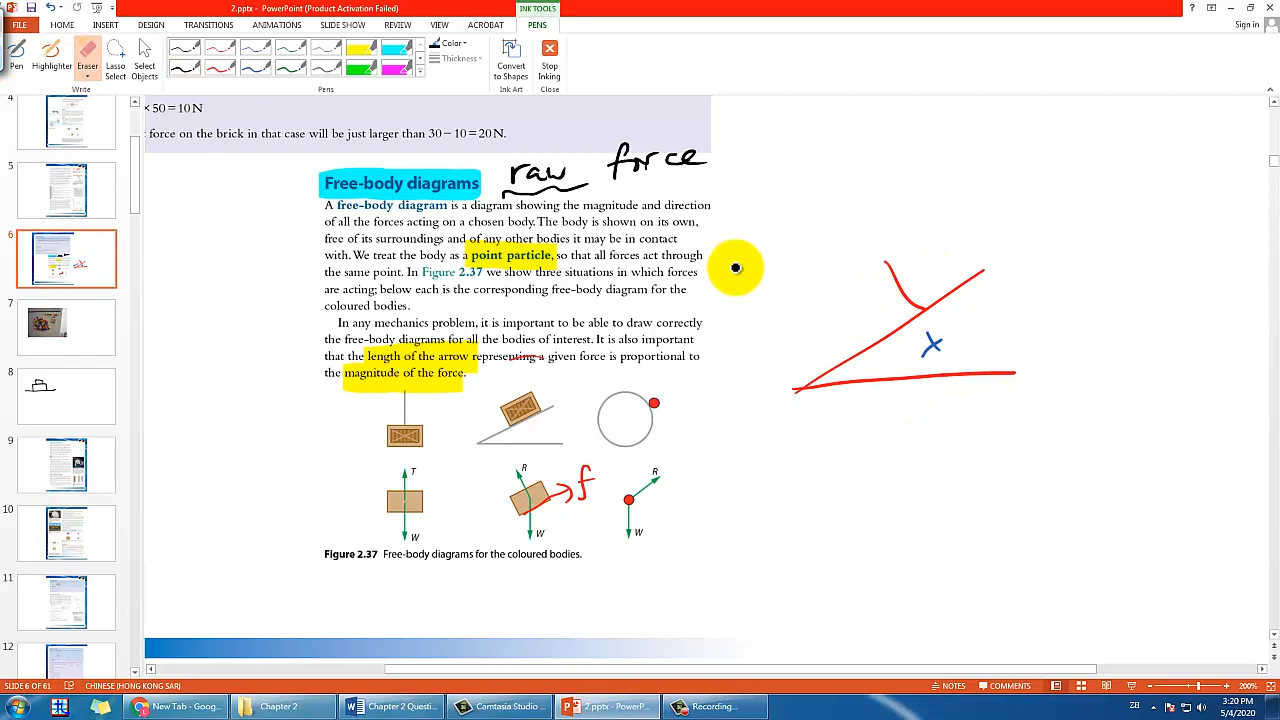 2.pptx - PowerPoint (Product Activation Failed)
INK TOOLS
Sign in
FILE HOME INSERT DESIGN TRANSITIONS ANIMATIONS SLIDE SHOW REVIEW VIEW ACROBAT PENS
Pen Highlighter Eraser Lasso Select Select Objects
Color
Thickness
Convert to Shapes
Stop Inking
Write Pens Insert Close
× 50 = 10 N
force on the brick in that case will be just larger than 30 − 10 = 20 N.
raw force
Free-body diagrams
A free-body diagram is a diagram showing the magnitude and direction
of all the forces acting on a chosen body. The body is shown on its own,
free of its surroundings and of any other bodies it may be in contact
with. We treat the body as a point particle, so that all forces act through
the same point. In Figure 2.37 we show three situations in which forces
are acting; below each is the corresponding free-body diagram for the
coloured bodies.
In any mechanics problem, it is important to be able to draw correctly
the free-body diagrams for all the bodies of interest. It is also important
that the length of the arrow representing a given force is proportional to
the magnitude of the force.
x
T
W
R
f
W
R
W
Figure 2.37 Free-body diagrams for the coloured bodies.
4
5
6
7
8
9
10
11
12
SLIDE 6 OF 61 CHINESE (HONG KONG SAR) NOTES COMMENTS 200%
New Tab - Goog... Chapter 2 Chapter 2 Questi... Camtasia Studio ... 2.pptx - PowerP... Recording...
ZH
3:20 PM
5/4/2020